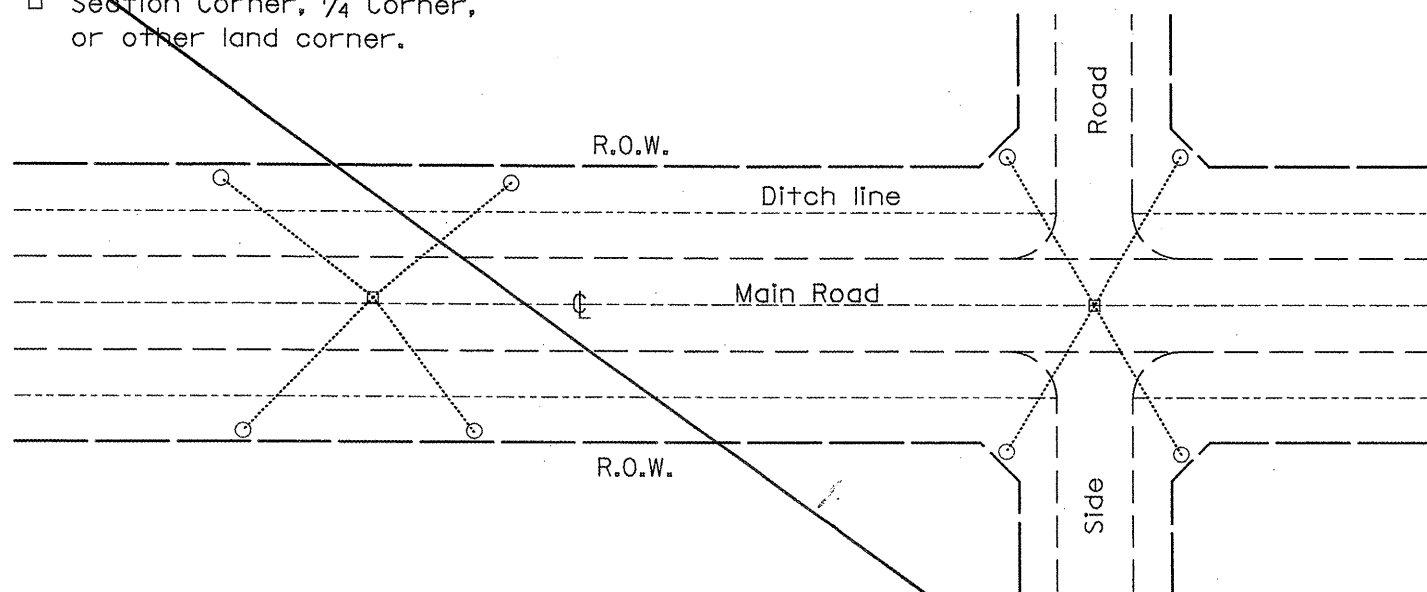 □ Section Corner, 1/4 Corner,
or other land corner.
R.O.W.
Road
Ditch line
Main Road
℄
R.O.W.
Side